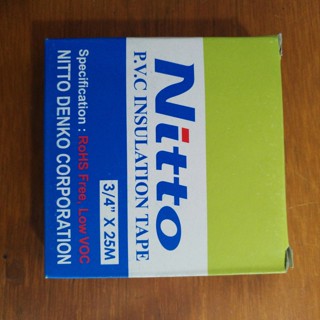 Nitto
P.V.C INSULATION TAPE
3/4" X 25M
Specification : RoHS Free, Low VOC
NITTO DENKO CORPORATION